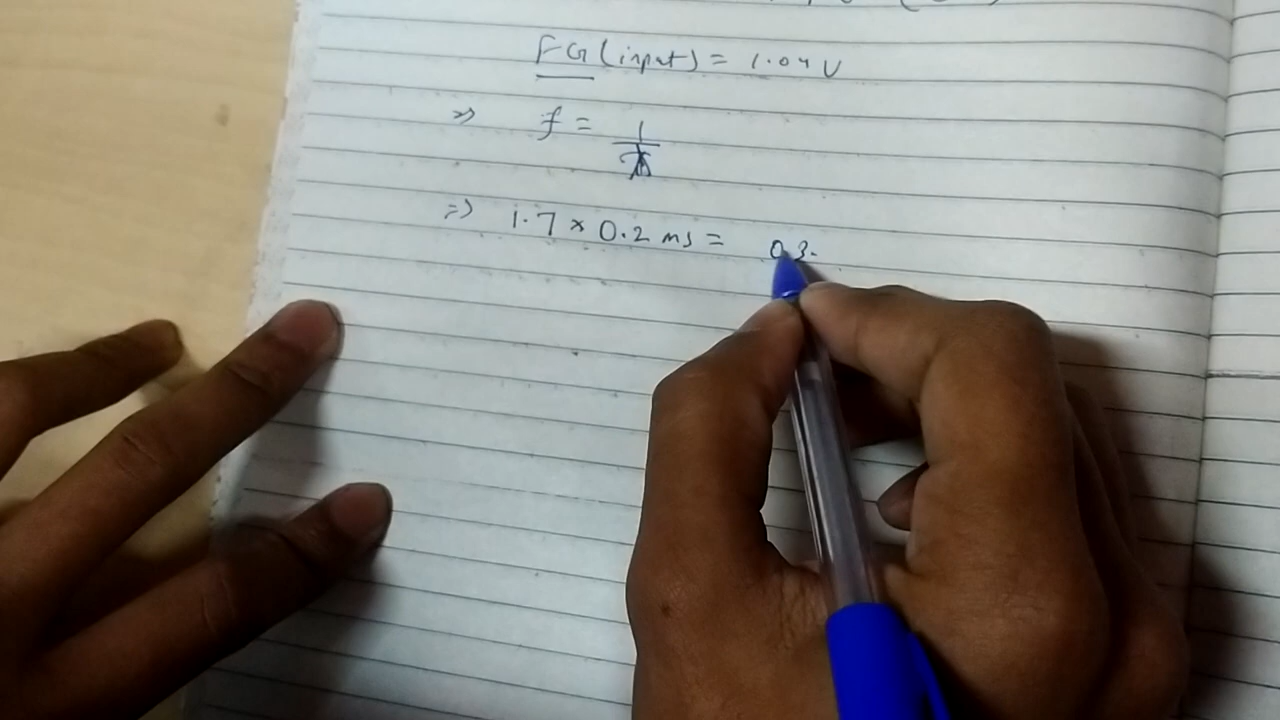 FG (input) = 1.04 V
⇒ f = 1
⇒ 1.7 × 0.2 ms = 0.3